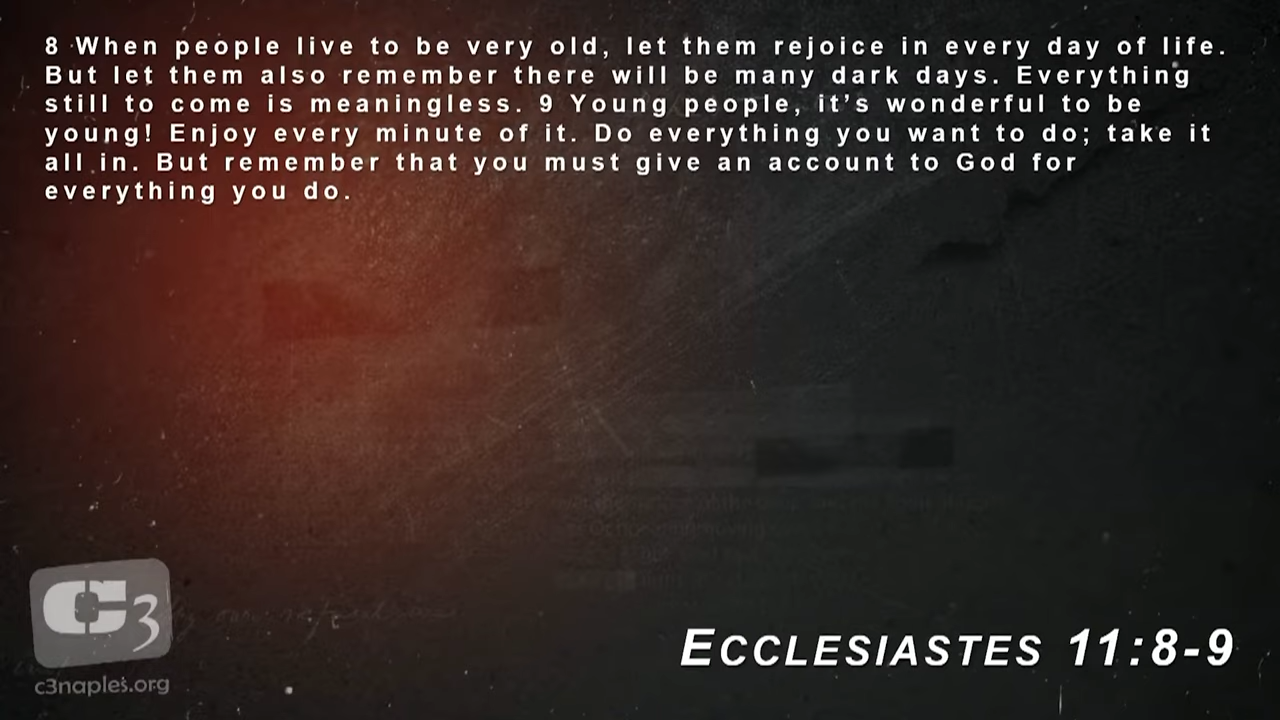 8 When people live to be very old, let them rejoice in every day of life.
But let them also remember there will be many dark days. Everything
still to come is meaningless. 9 Young people, it’s wonderful to be
young! Enjoy every minute of it. Do everything you want to do; take it
all in. But remember that you must give an account to God for
everything you do.
C3
c3naples.org
ECCLESIASTES 11:8-9